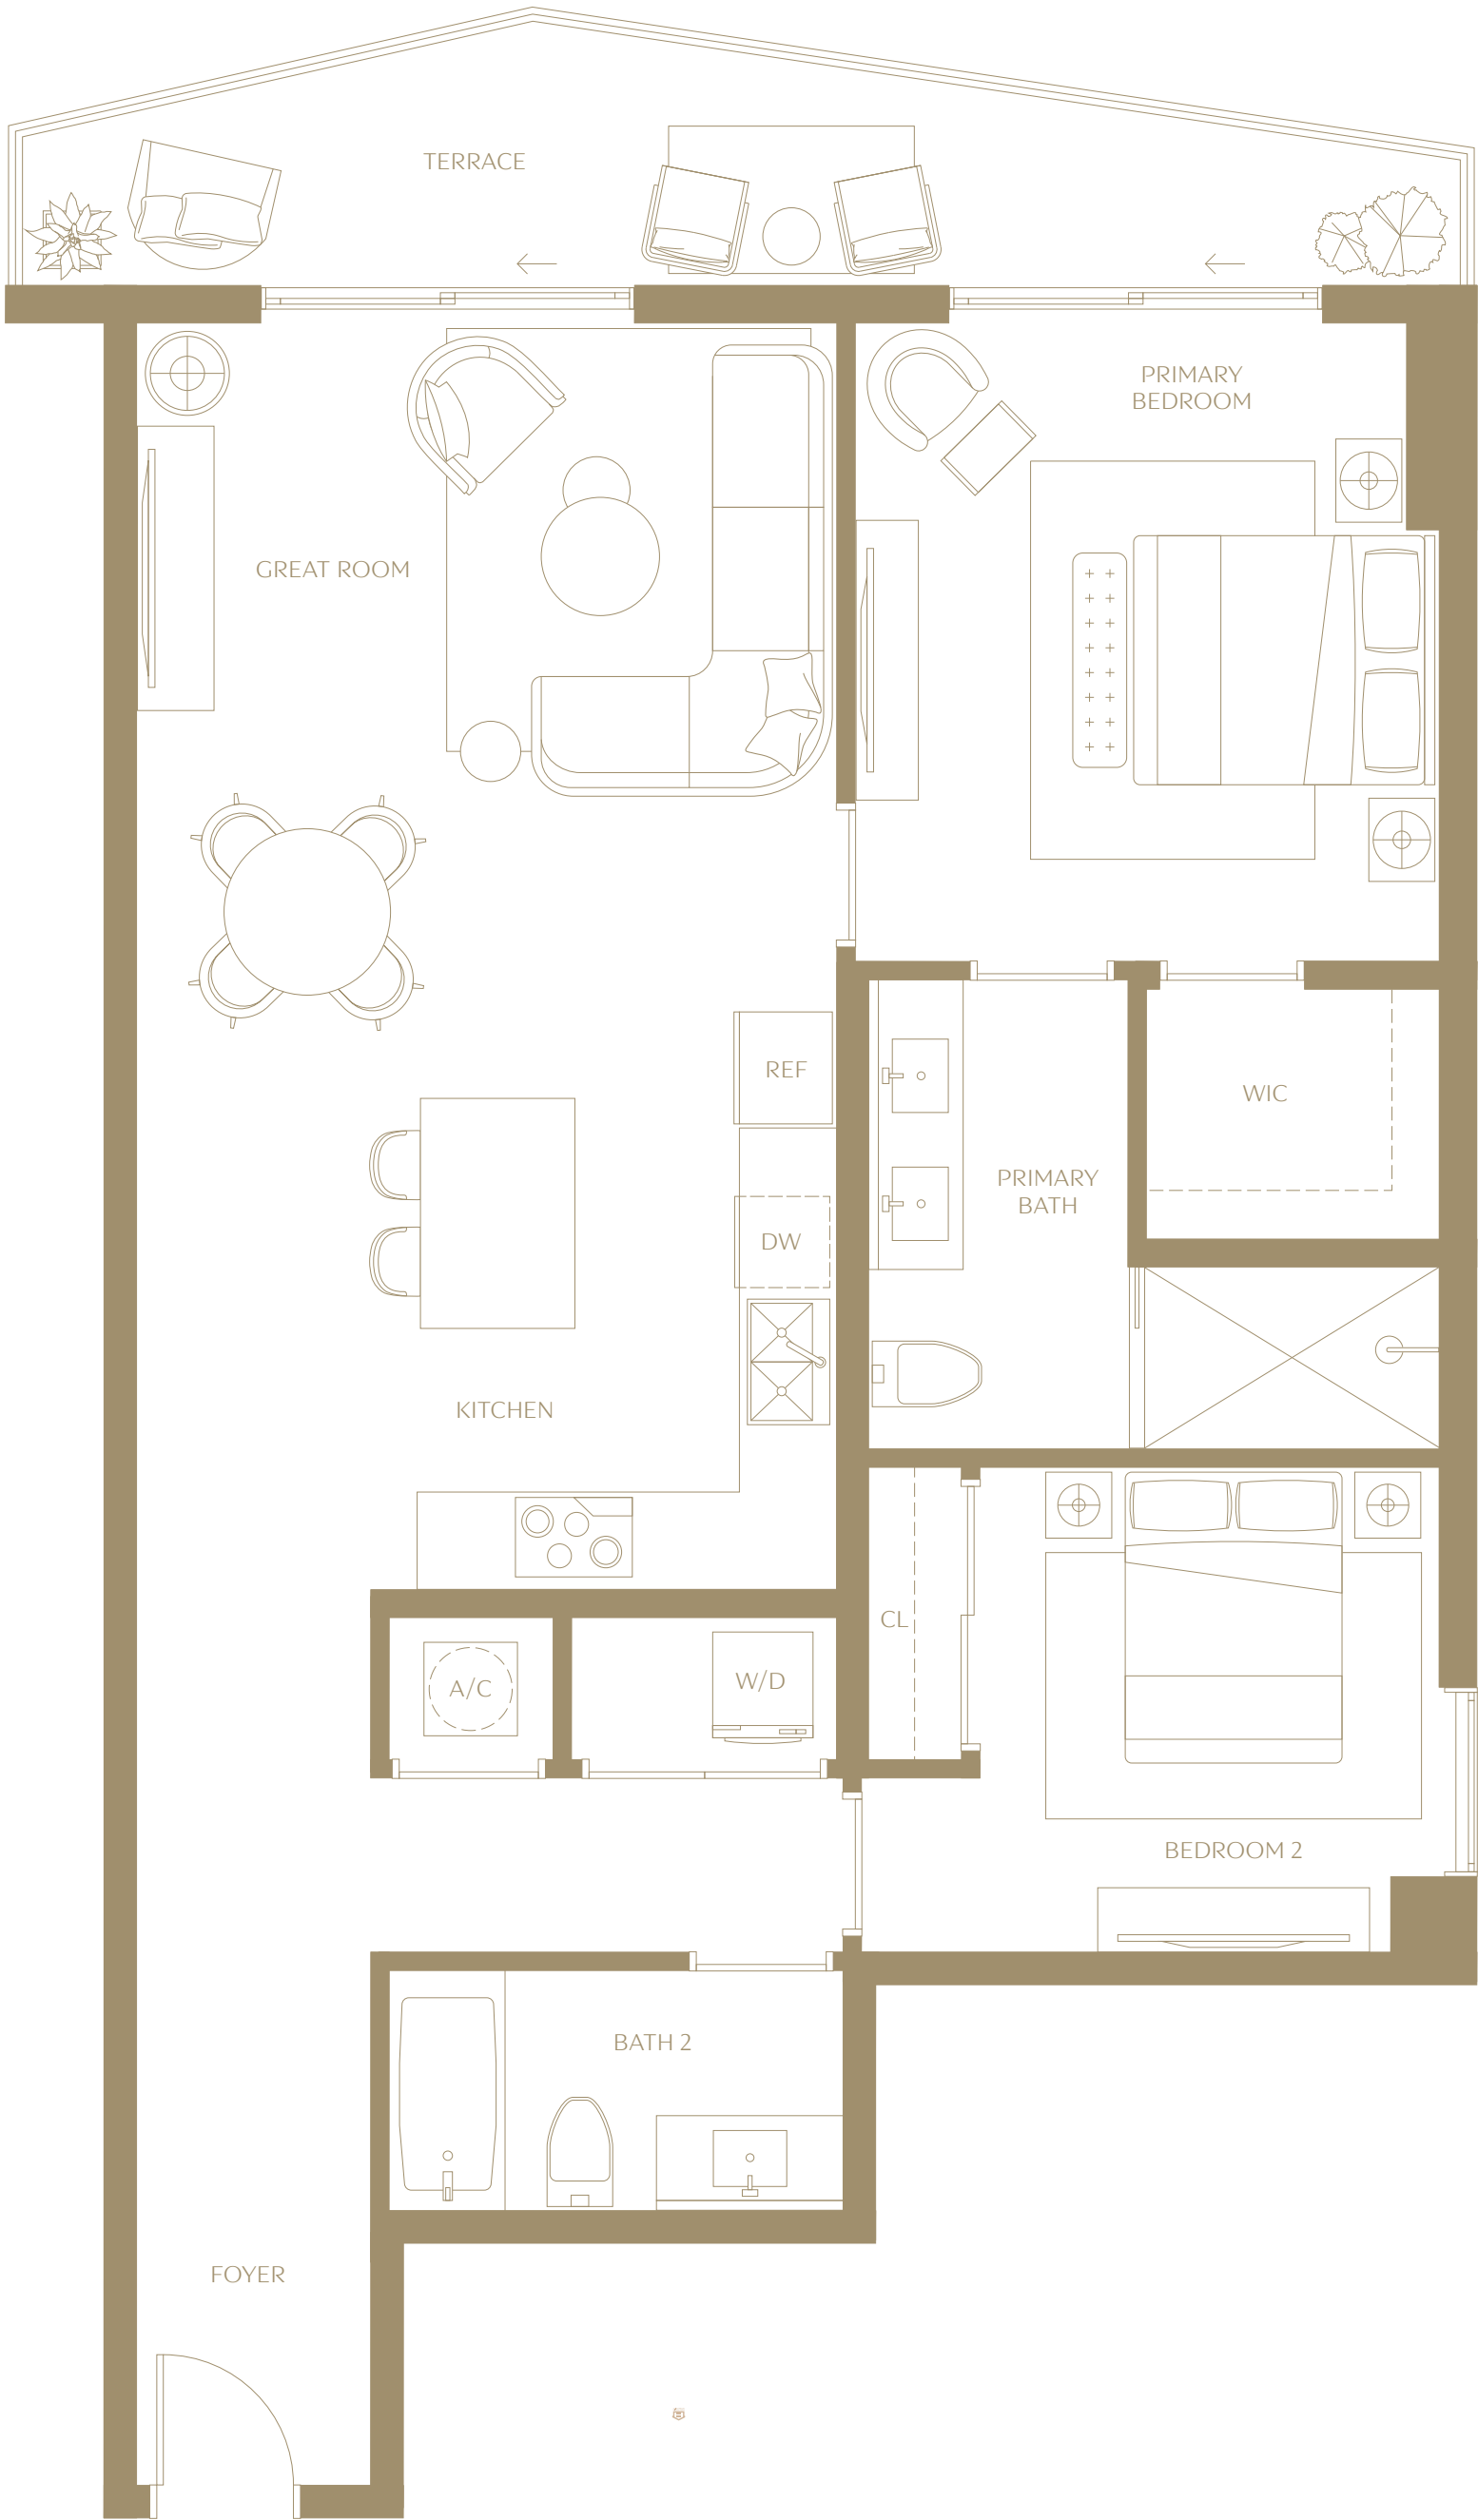 TERRACE
PRIMARY
BEDROOM
GREAT ROOM
REF
WIC
PRIMARY
BATH
DW
KITCHEN
CL
A/C
W/D
BEDROOM 2
BATH 2
FOYER